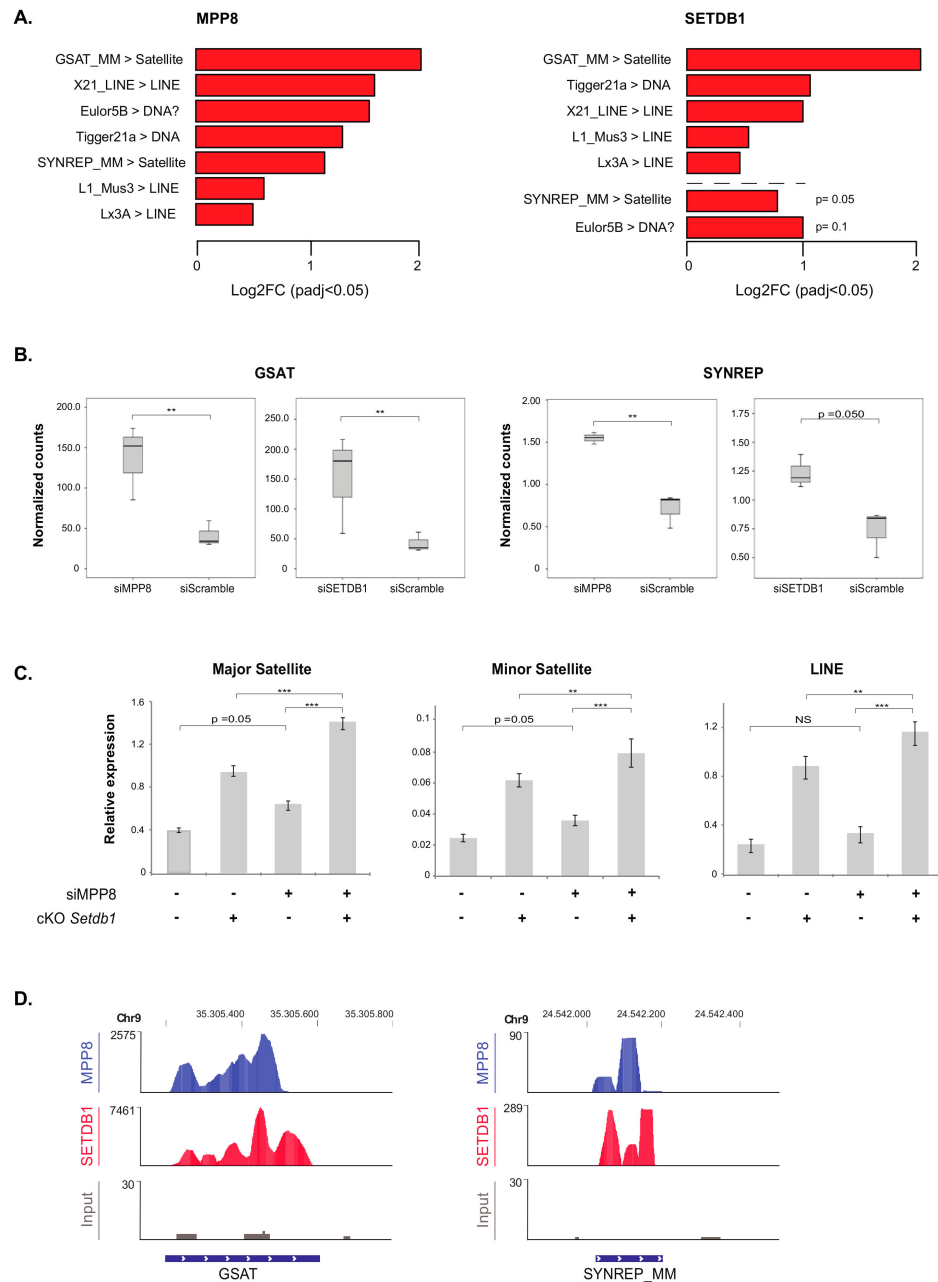 A.
MPP8
SETDB1
GSAT_MM > Satellite
X21_LINE > LINE
Eulor5B > DNA?
Tigger21a > DNA
SYNREP_MM > Satellite
L1_Mus3 > LINE
Lx3A > LINE
0 1 2
Log2FC (padj<0.05)
GSAT_MM > Satellite
Tigger21a > DNA
X21_LINE > LINE
L1_Mus3 > LINE
Lx3A > LINE
SYNREP_MM > Satellite
p= 0.05
Eulor5B > DNA?
p= 0.1
0 1 2
Log2FC (padj<0.05)
B.
GSAT
SYNREP
Normalized counts
200.0
150.0
100.0
50.0
0
**
siMPP8 siScramble
250.0
200.0
150.0
100.0
50.0
0
**
siSETDB1 siScramble
Normalized counts
2.00
1.50
1.00
0.50
0
**
siMPP8 siScramble
1.75
1.50
1.25
1.00
0.75
0.50
p =0.050
siSETDB1 siScramble
C.
Major Satellite
Relative expression
1.6
1.2
0.8
0.4
0
***
p =0.05
***
Minor Satellite
0.1
0.08
0.06
0.04
0.02
0
**
p =0.05
***
LINE
1.2
0.8
0.4
0
**
NS
***
siMPP8 - - + + - - + + - - + +
cKO Setdb1 - + - + - + - + - + - +
D.
Chr9
35.305.400 35.305.600 35.305.800
MPP8
2575
SETDB1
7461
Input
30
GSAT
Chr9
24.542.000 24.542.200 24.542.400
MPP8
90
SETDB1
289
Input
30
SYNREP_MM